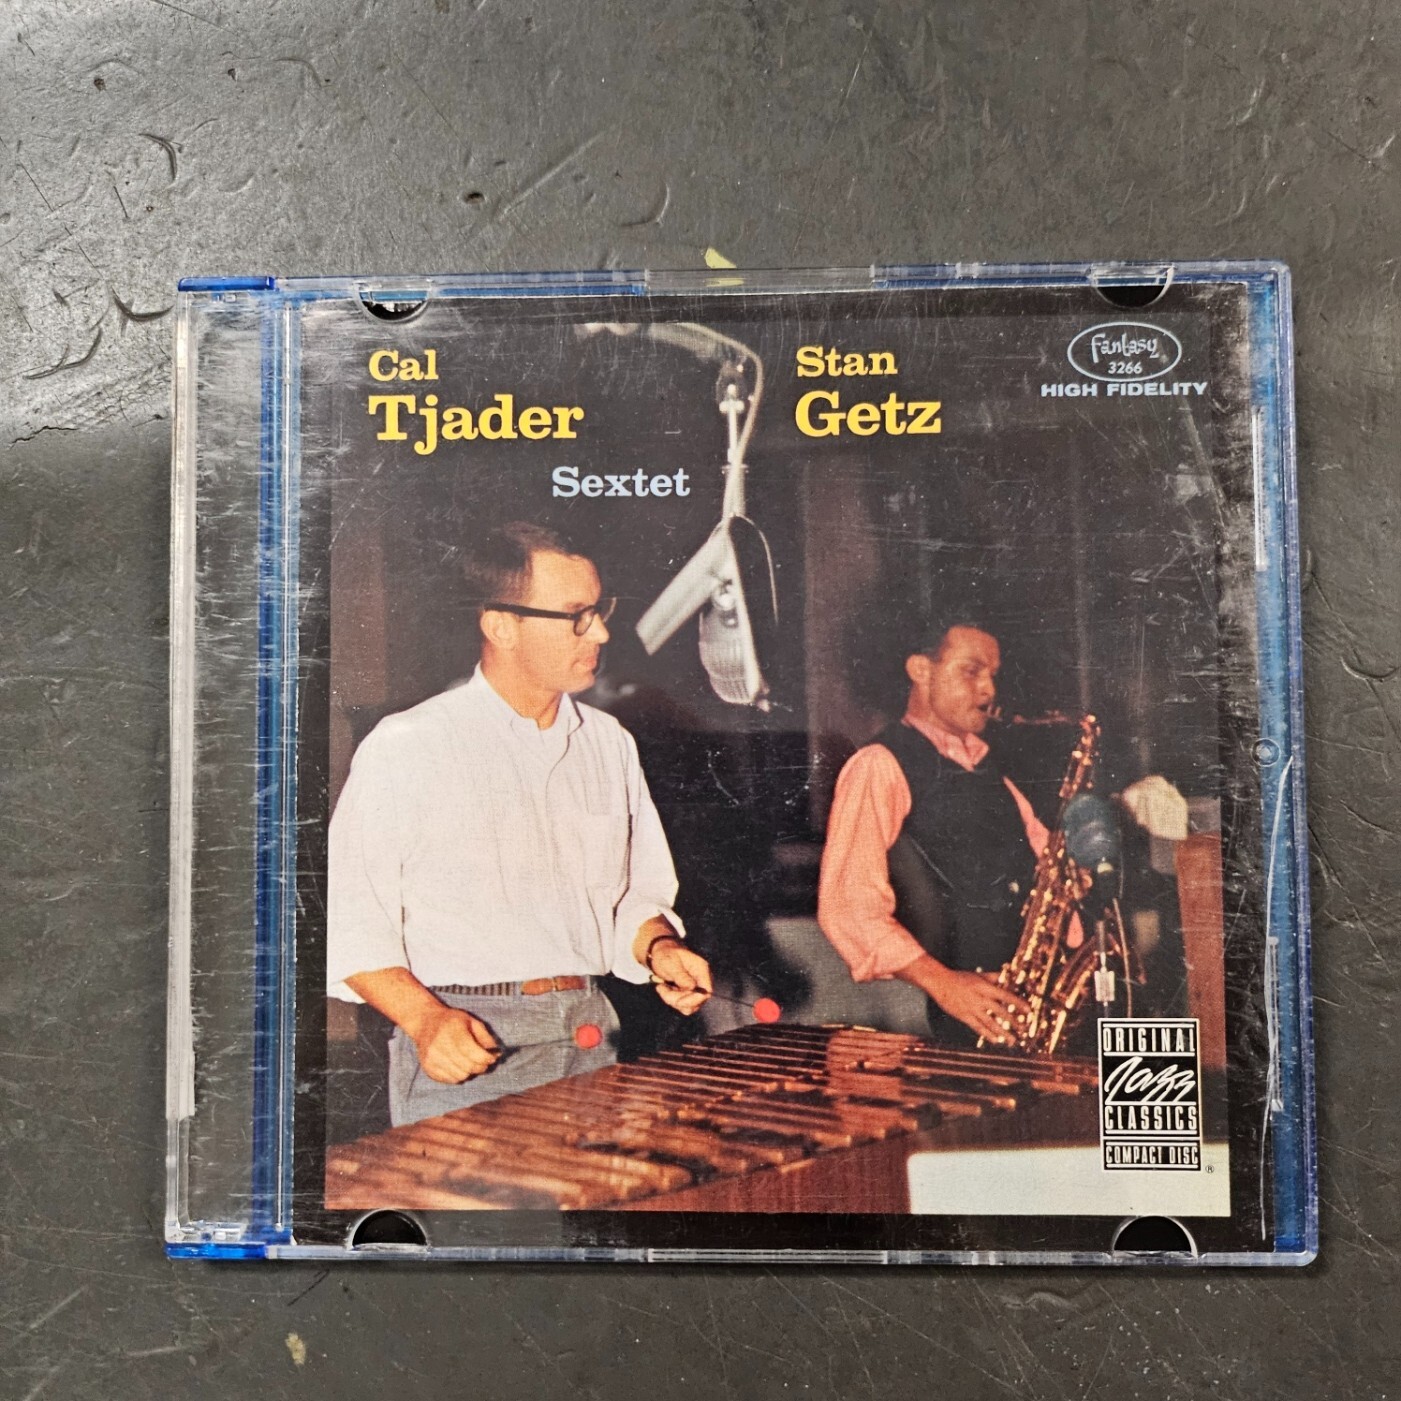 Cal
Tjader
Stan
Getz
Sextet
Fantasy
3266
HIGH FIDELITY
ORIGINAL
Jazz
CLASSICS
COMPACT DISC
®